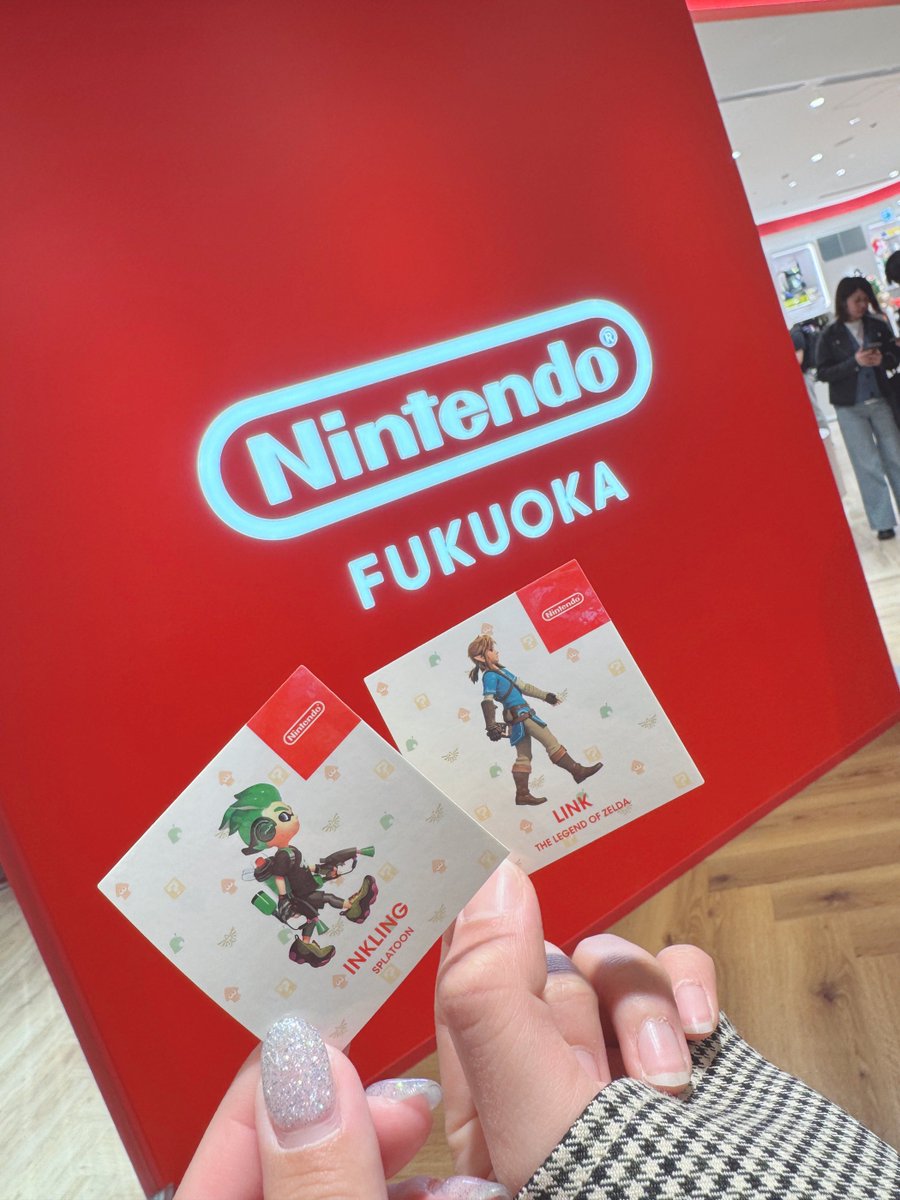 Nintendo®
FUKUOKA
Nintendo
LINK
THE LEGEND OF ZELDA
Nintendo
INKLING
SPLATOON